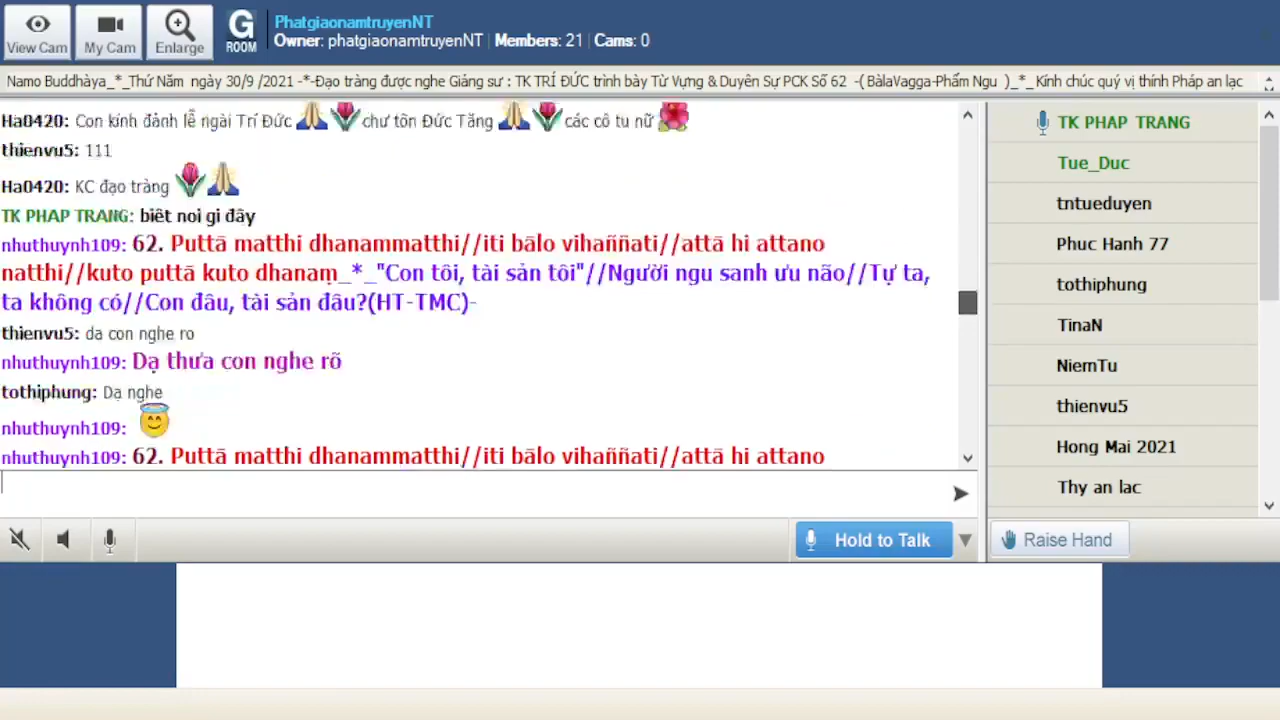 View Cam
My Cam
Enlarge
G
ROOM
PhatgiaonamtruyenNT
Owner: phatgiaonamtruyenNT | Members: 21 | Cams: 0
Namo Buddhàya_*_Thứ Năm ngày 30/9 /2021 -*-Đạo tràng được nghe Giảng sư : TK TRÍ ĐỨC trình bày Từ Vựng & Duyên Sự PCK Số 62 -( BàlaVagga-Phẩm Ngu )_*_ Kính chúc quý vị thính Pháp an lạc
Ha0420: Con kính đảnh lễ ngài Trí Đức 🙏🌷chư tôn Đức Tăng 🙏🌷các cô tu nữ 🌺
thienvu5: 111
Ha0420: KC đạo tràng 🌷🙏
TK PHAP TRANG: biêt noi gi đây
nhuthuynh109: 62. Puttā matthi dhanammatthi//iti bālo vihaññati//attā hi attano
natthi//kuto puttā kuto dhanaṃ_*_"Con tôi, tài sản tôi"//Người ngu sanh ưu não//Tự ta,
ta không có//Con đâu, tài sản đâu?(HT-TMC)-
thienvu5: da con nghe ro
nhuthuynh109: Dạ thưa con nghe rõ
tothiphung: Dạ nghe
nhuthuynh109: 😇
nhuthuynh109: 62. Puttā matthi dhanammatthi//iti bālo vihaññati//attā hi attano
Hold to Talk
TK PHAP TRANG
Tue_Duc
tntueduyen
Phuc Hanh 77
tothiphung
TinaN
NiemTu
thienvu5
Hong Mai 2021
Thy an lac
Raise Hand